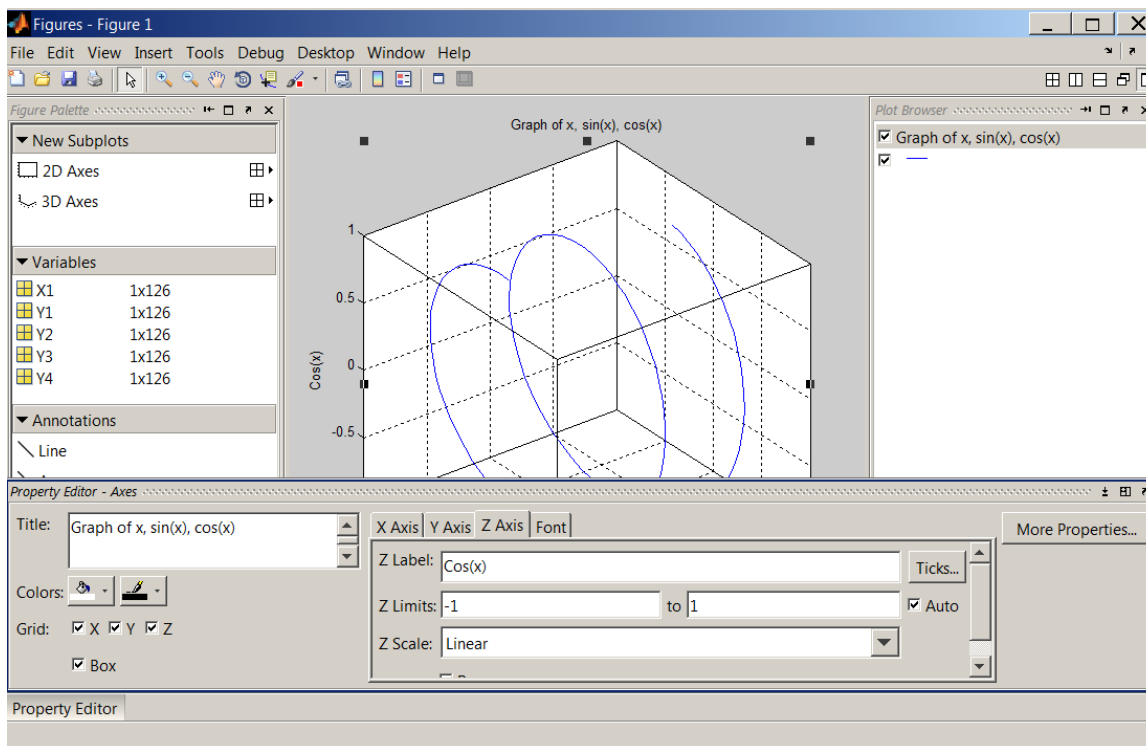 Figures - Figure 1
File Edit View Insert Tools Debug Desktop Window Help
Figure Palette
New Subplots
2D Axes
3D Axes
Variables
X1 1x126
Y1 1x126
Y2 1x126
Y3 1x126
Y4 1x126
Annotations
Line
Graph of x, sin(x), cos(x)
1
0.5
0
-0.5
Cos(x)
Plot Browser
Graph of x, sin(x), cos(x)
Property Editor - Axes
Title: Graph of x, sin(x), cos(x)
Colors:
Grid: X Y Z
Box
X Axis Y Axis Z Axis Font
Z Label: Cos(x) Ticks...
Z Limits: -1 to 1 Auto
Z Scale: Linear
More Properties...
Property Editor